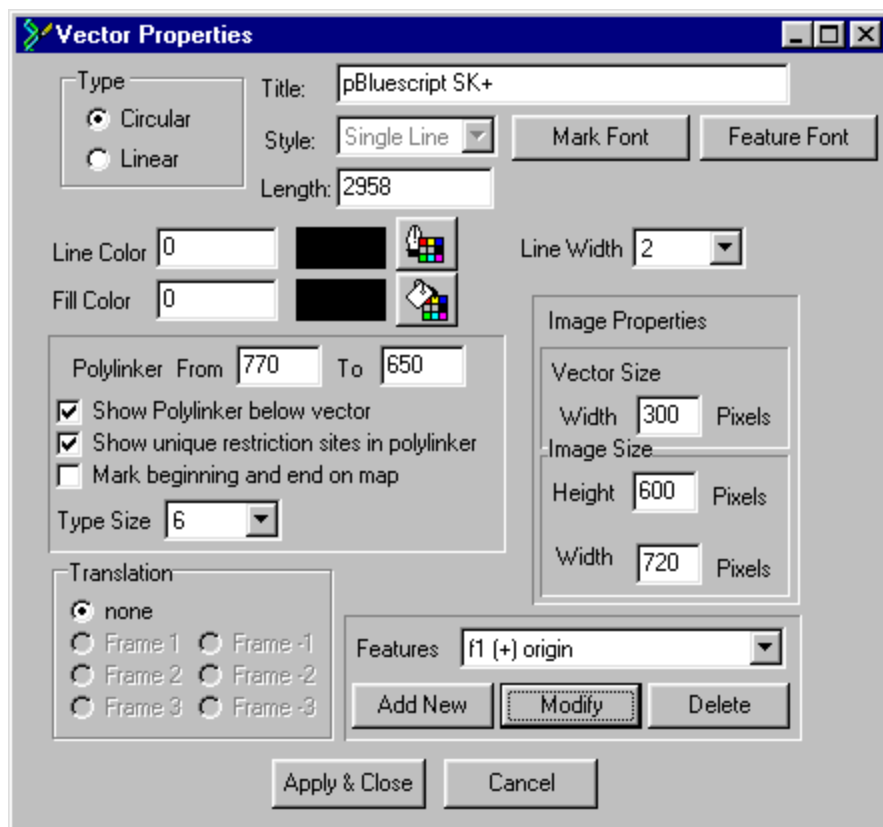 Vector Properties
Type
Circular
Linear
Title: pBluescript SK+
Style: Single Line Mark Font Feature Font
Length: 2958
Line Color 0 Line Width 2
Fill Color 0
Polylinker From 770 To 650
Show Polylinker below vector
Show unique restriction sites in polylinker
Mark beginning and end on map
Type Size 6
Image Properties
Vector Size
Width 300 Pixels
Image Size
Height 600 Pixels
Width 720 Pixels
Translation
none
Frame 1 Frame -1
Frame 2 Frame -2
Frame 3 Frame -3
Features f1 (+) origin
Add New Modify Delete
Apply & Close Cancel